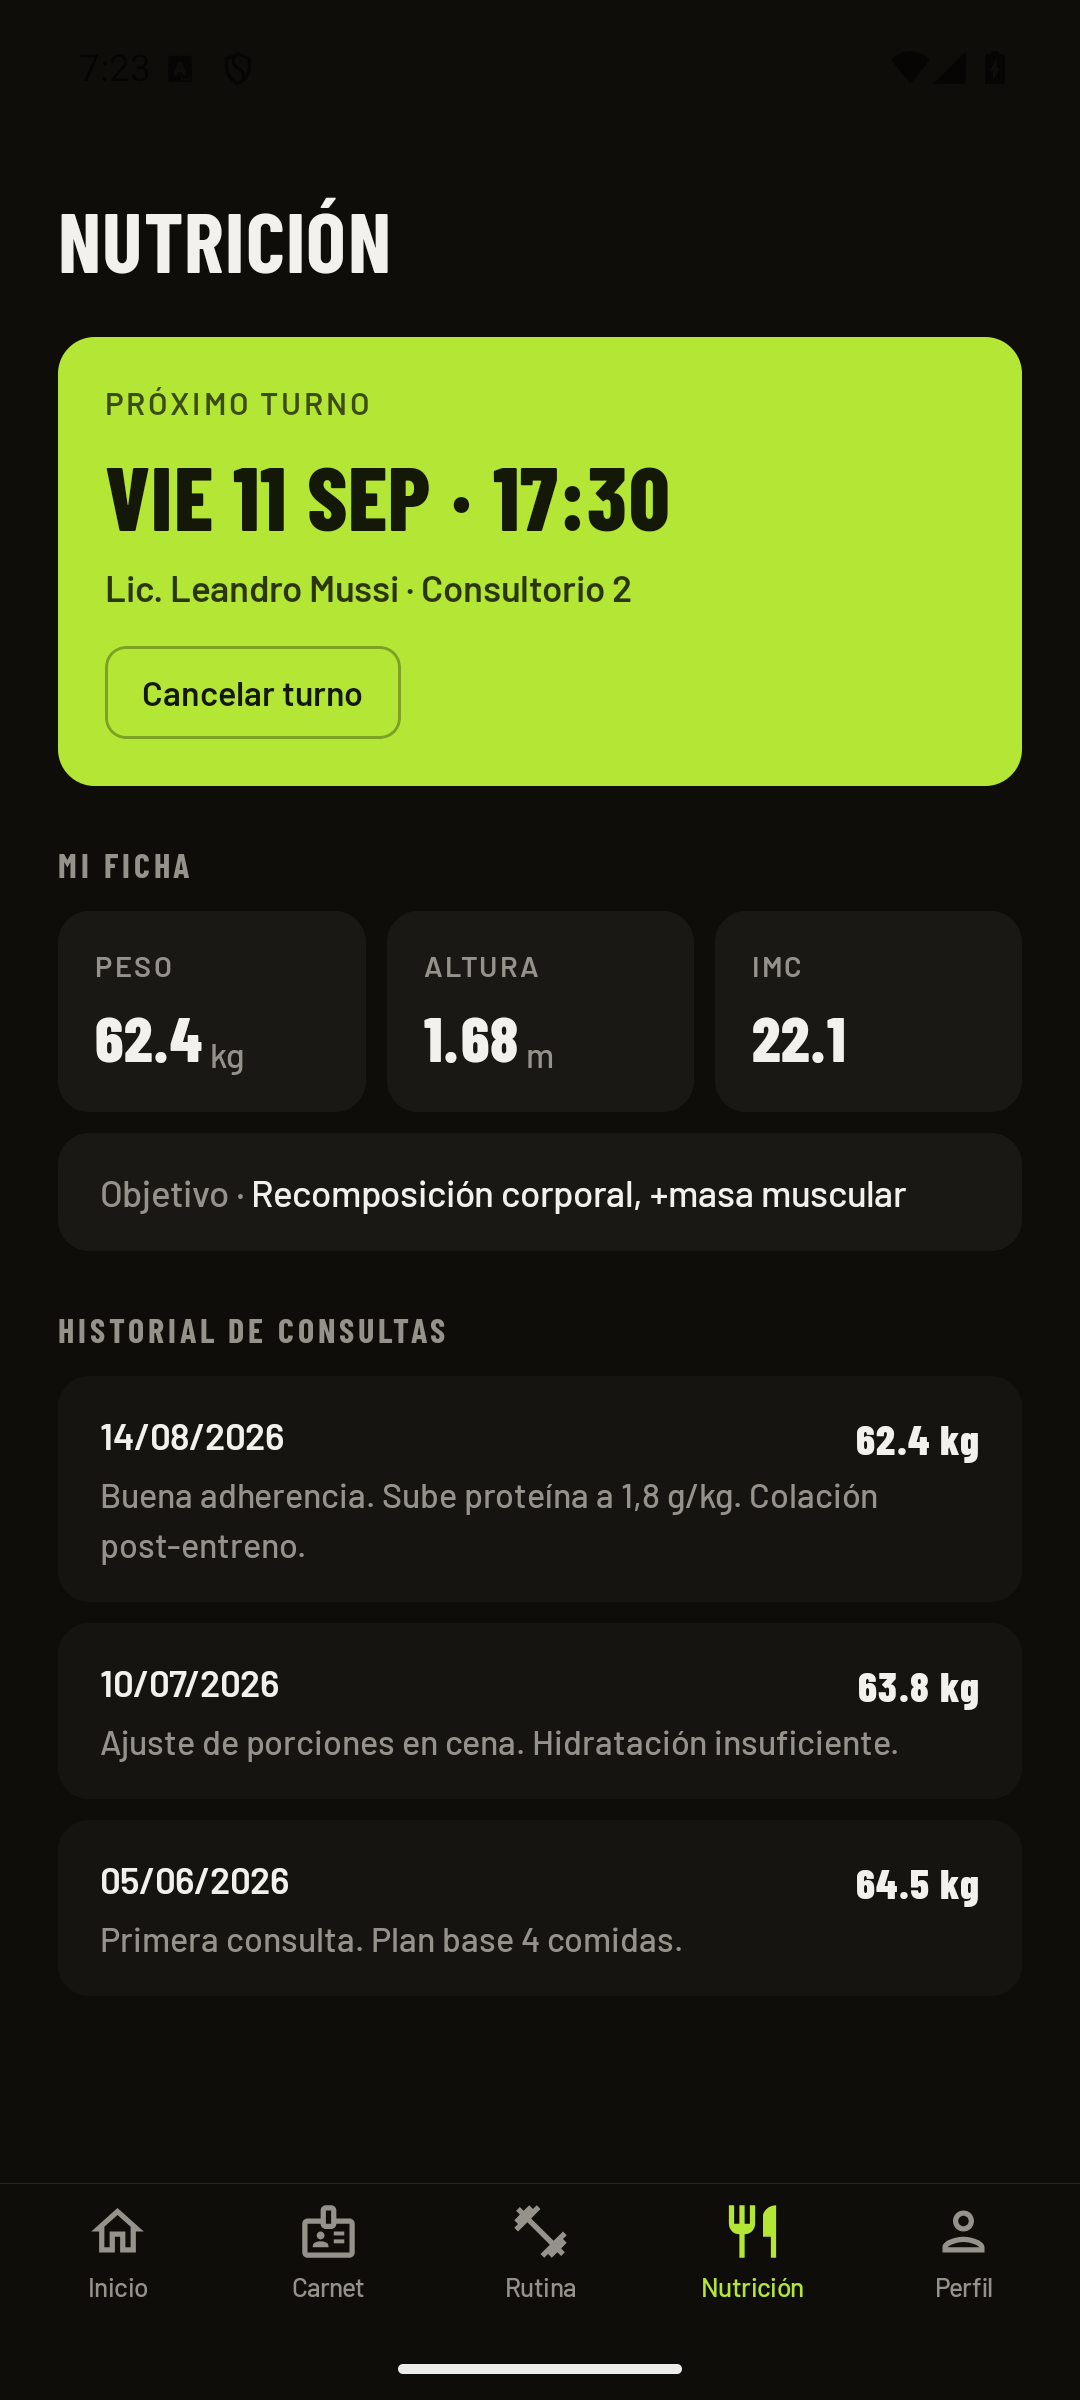 7:23
NUTRICIÓN
PRÓXIMO TURNO
VIE 11 SEP · 17:30
Lic. Leandro Mussi · Consultorio 2
Cancelar turno
MI FICHA
PESO
62.4 kg
ALTURA
1.68 m
IMC
22.1
Objetivo · Recomposición corporal, +masa muscular
HISTORIAL DE CONSULTAS
14/08/2026
62.4 kg
Buena adherencia. Sube proteína a 1,8 g/kg. Colación
post-entreno.
10/07/2026
63.8 kg
Ajuste de porciones en cena. Hidratación insuficiente.
05/06/2026
64.5 kg
Primera consulta. Plan base 4 comidas.
Inicio
Carnet
Rutina
Nutrición
Perfil